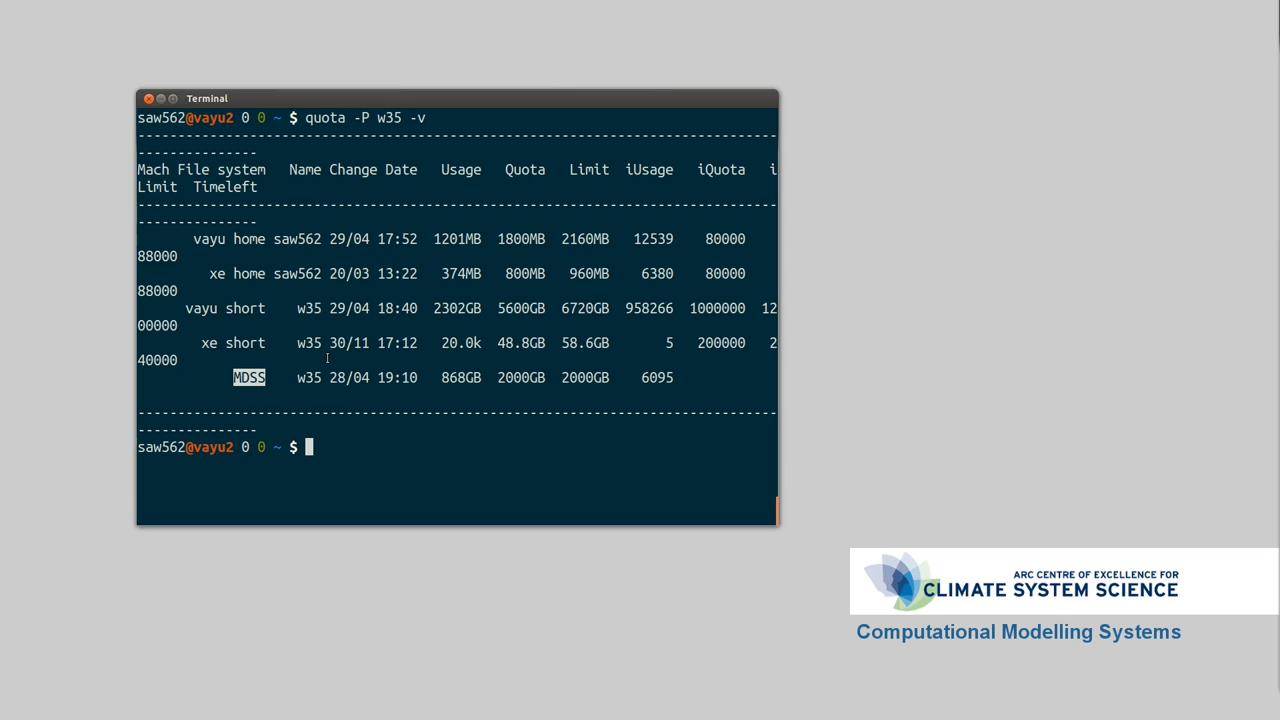 Terminal
saw562@vayu2 0 0 ~ $ quota -P w35 -v
--------------------------------------------------------------------------------
---------------
Mach File system   Name Change Date   Usage   Quota   Limit  iUsage   iQuota   i
Limit  Timeleft
--------------------------------------------------------------------------------
---------------
       vayu home saw562 29/04 17:52  1201MB  1800MB  2160MB   12539    80000
88000
         xe home saw562 20/03 13:22   374MB   800MB   960MB    6380    80000
88000
      vayu short    w35 29/04 18:40  2302GB  5600GB  6720GB  958266  1000000  12
00000
        xe short    w35 30/11 17:12   20.0k  48.8GB  58.6GB       5   200000   2
40000
            MDSS    w35 28/04 19:10   868GB  2000GB  2000GB    6095
--------------------------------------------------------------------------------
---------------
saw562@vayu2 0 0 ~ $
ARC CENTRE OF EXCELLENCE FOR
CLIMATE SYSTEM SCIENCE
Computational Modelling Systems